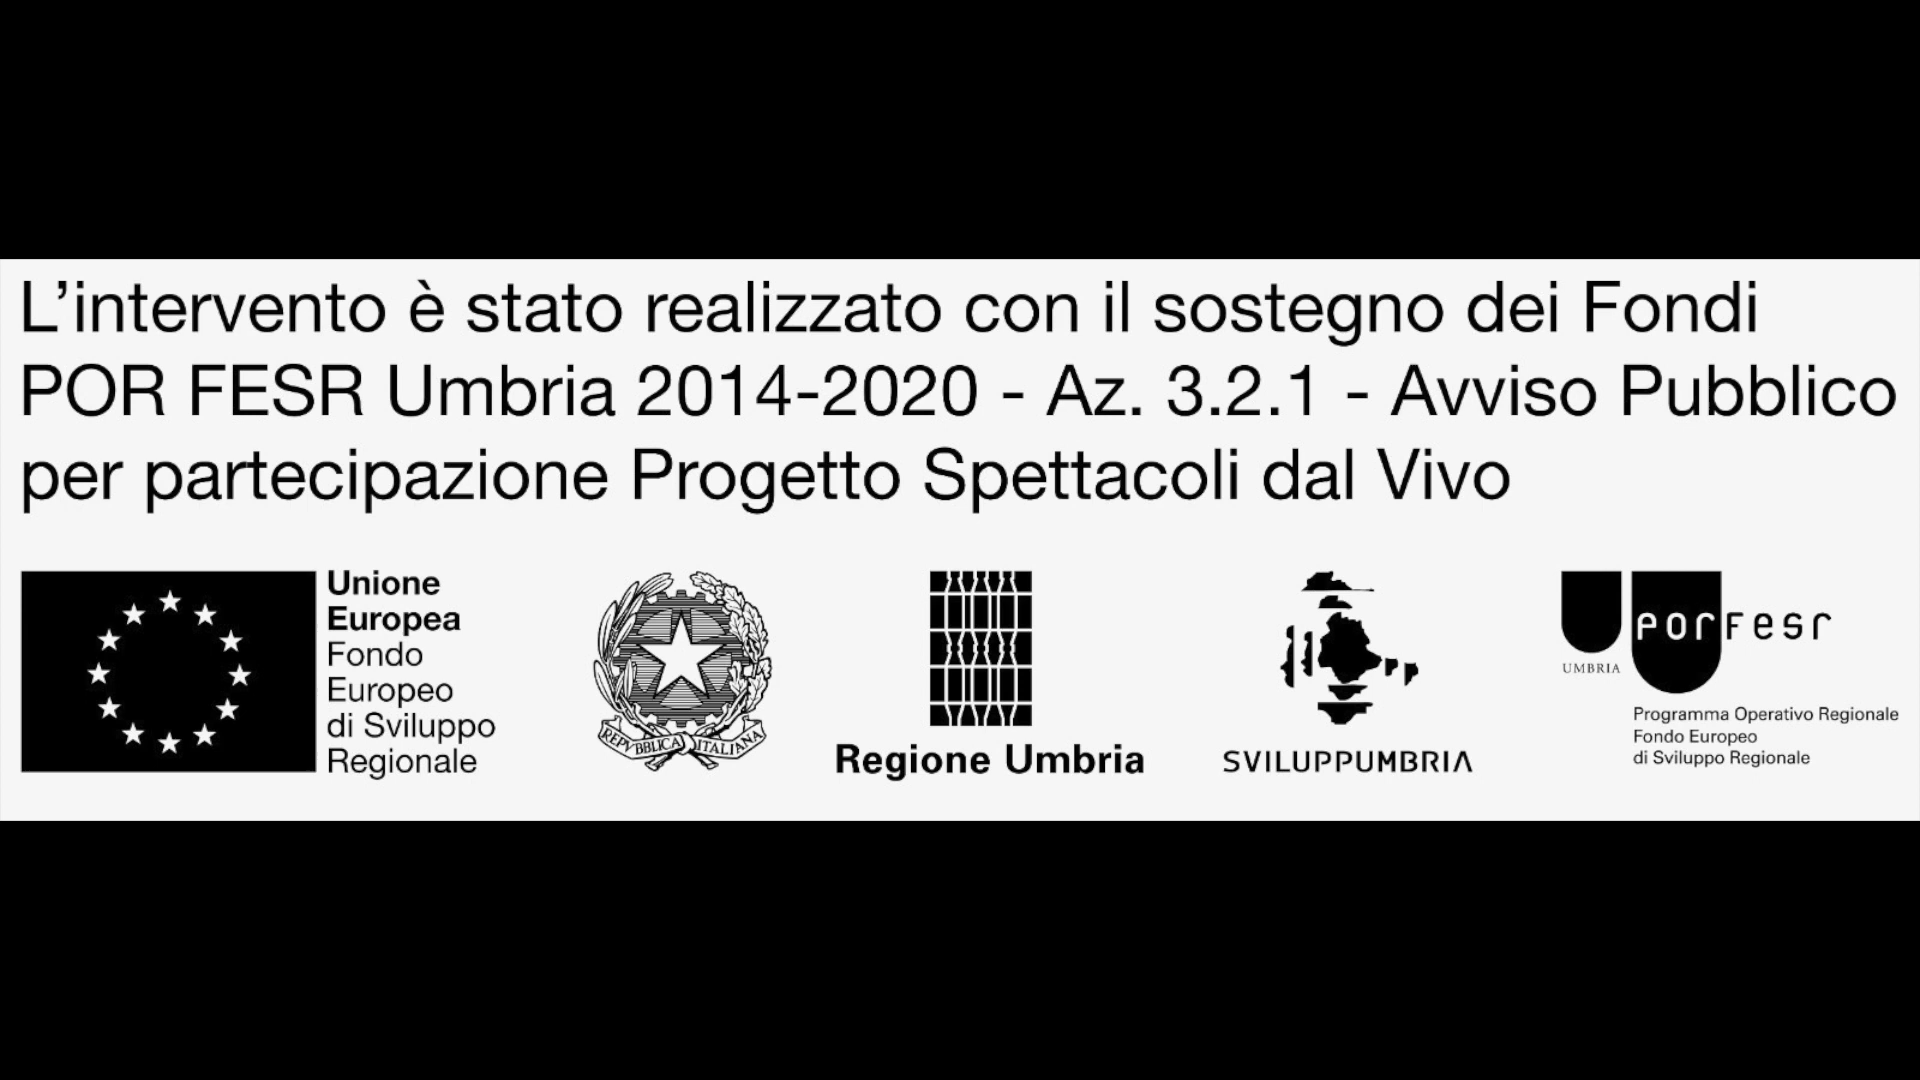 L’intervento è stato realizzato con il sostegno dei Fondi
POR FESR Umbria 2014-2020 - Az. 3.2.1 - Avviso Pubblico
per partecipazione Progetto Spettacoli dal Vivo
Unione
Europea
Fondo
Europeo
di Sviluppo
Regionale
REPVBBLICA ITALIANA
Regione Umbria
SVILUPPUMBRIA
UMBRIA
porfesr
Programma Operativo Regionale
Fondo Europeo
di Sviluppo Regionale